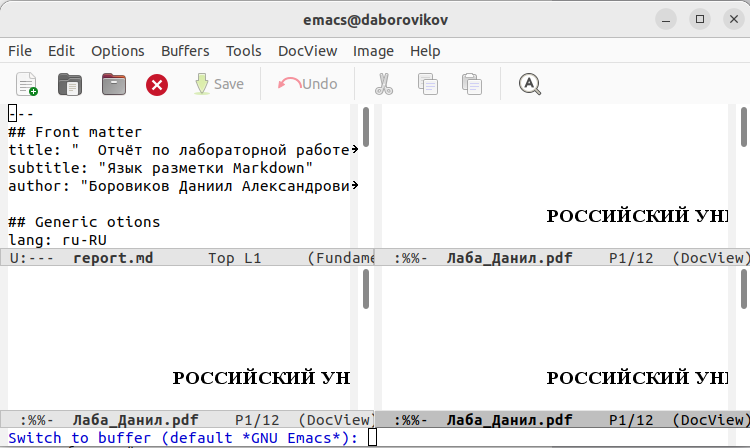 emacs@daborovikov
File Edit Options Buffers Tools DocView Image Help
Save Undo
---
## Front matter
title: "  Отчёт по лабораторной работе
subtitle: "Язык разметки Markdown"
author: "Боровиков Даниил Александрови
## Generic otions
lang: ru-RU
U:---  report.md      Top L1     (Fundame
РОССИЙСКИЙ УНИ
:%%-  Лаба_Данил.pdf    P1/12  (DocView)
РОССИЙСКИЙ УН
:%%-  Лаба_Данил.pdf    P1/12  (DocView
РОССИЙСКИЙ УНИ
:%%-  Лаба_Данил.pdf    P1/12  (DocView)
Switch to buffer (default *GNU Emacs*):